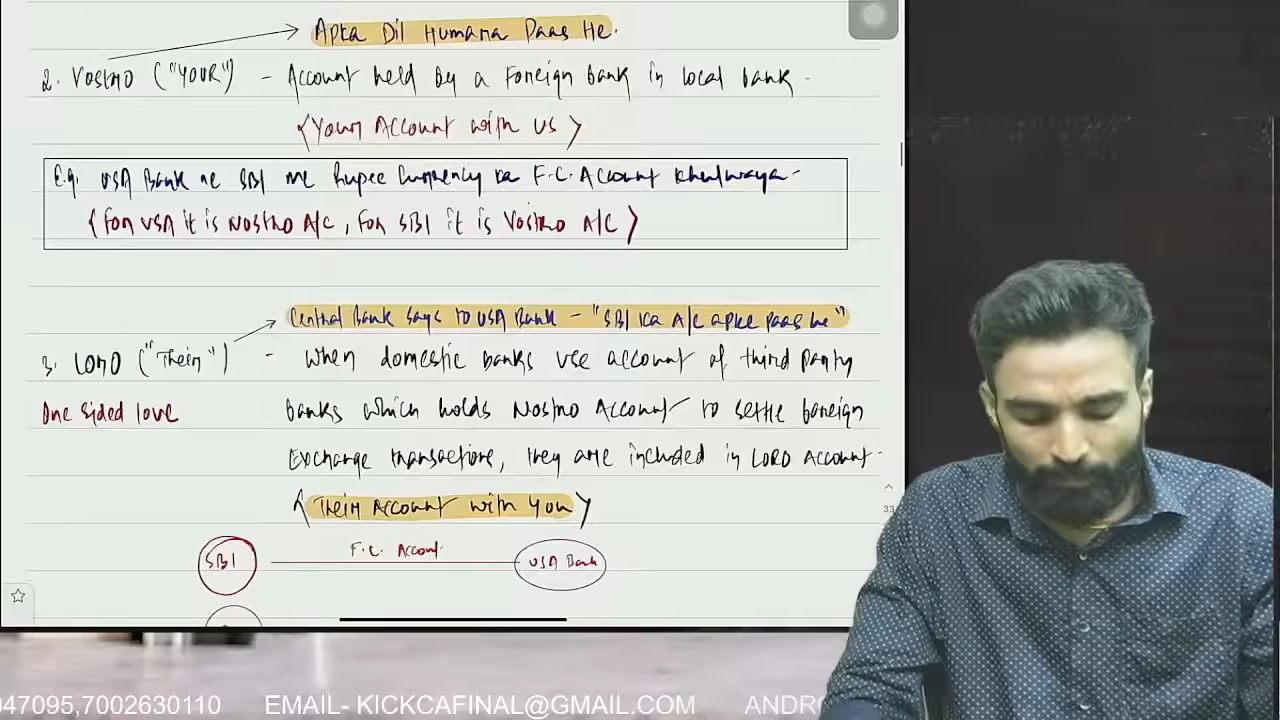 Apka Dil Humara Paas He.
2. Vostro ("YOUR") - Account held by a Foreign bank in local bank.
{Your Account with us}
E.g. USA Bank ne SBI me Rupee Currency ka F.C. Account khulwaya.
{For USA it is Nostro A/C, For SBI it is Vostro A/C}
Central Bank says to USA Bank - "SBI ka A/c apke paas he"
3. LORO ("Their") - When domestic banks use account of third party
One sided love banks which holds Nostro Account to settle foreign
Exchange transactions, they are included in LORO Account.
{Their Account with You}
33
SBI F.C. Account USA Bank
047095,7002630110 EMAIL- KICKCAFINAL@GMAIL.COM ANDR